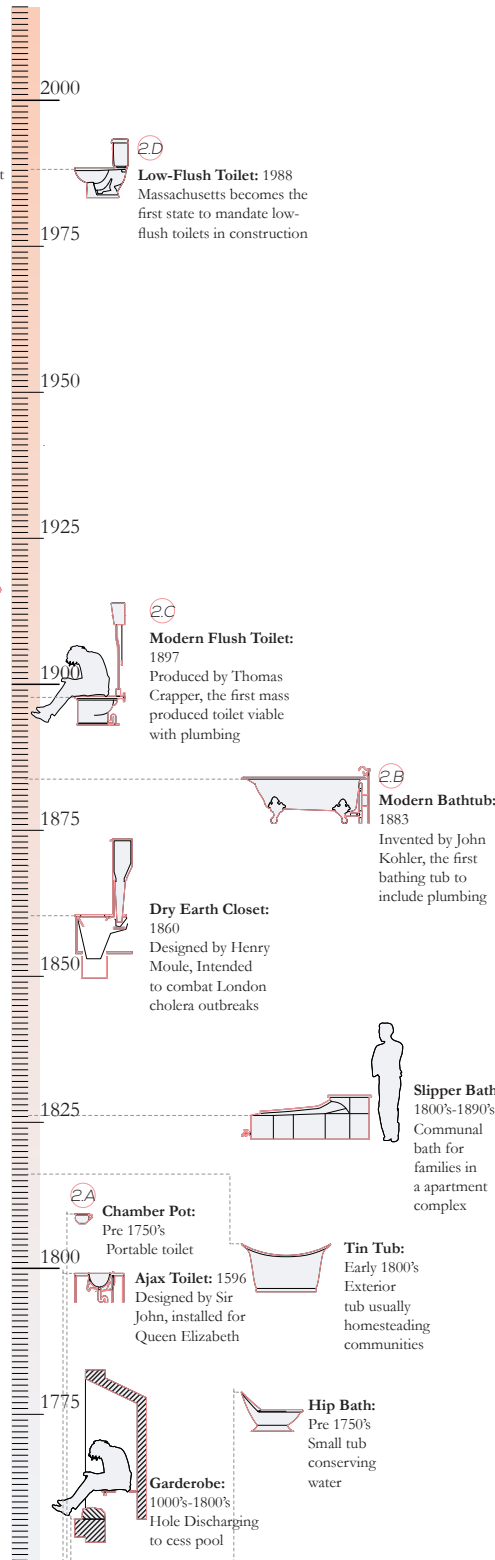 2000
2.D
Low-Flush Toilet: 1988
Massachusetts becomes the
first state to mandate low-
flush toilets in construction
t
1975
1950
1925
2.C
Modern Flush Toilet:
1897
Produced by Thomas
Crapper, the first mass
produced toilet viable
with plumbing
1900
2.B
Modern Bathtub:
1883
Invented by John
Kohler, the first
bathing tub to
include plumbing
1875
Dry Earth Closet:
1860
Designed by Henry
Moule, Intended
to combat London
cholera outbreaks
1850
Slipper Bath
1800's-1890's
Communal
bath for
families in
a apartment
complex
1825
2.A
Chamber Pot:
Pre 1750's
Portable toilet
Tin Tub:
Early 1800's
Exterior
tub usually
homesteading
communities
1800
Ajax Toilet: 1596
Designed by Sir
John, installed for
Queen Elizabeth
1775
Hip Bath:
Pre 1750's
Small tub
conserving
water
Garderobe:
1000's-1800's
Hole Discharging
to cess pool